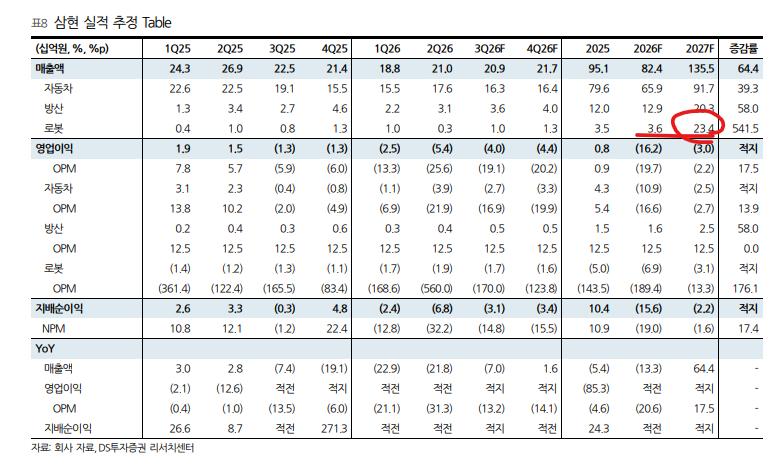 표8 삼현 실적 추정 Table
(십억원, %, %p) 1Q25 2Q25 3Q25 4Q25 1Q26 2Q26 3Q26F 4Q26F 2025 2026F 2027F 증감률
매출액 24.3 26.9 22.5 21.4 18.8 21.0 20.9 21.7 95.1 82.4 135.5 64.4
자동차 22.6 22.5 19.1 15.5 15.5 17.6 16.3 16.4 79.6 65.9 91.7 39.3
방산 1.3 3.4 2.7 4.6 2.2 3.1 3.6 4.0 12.0 12.9 20.3 58.0
로봇 0.4 1.0 0.8 1.3 1.0 0.3 1.0 1.3 3.5 3.6 23.4 541.5
영업이익 1.9 1.5 (1.3) (1.3) (2.5) (5.4) (4.0) (4.4) 0.8 (16.2) (3.0) 적지
OPM 7.8 5.7 (5.9) (6.0) (13.3) (25.6) (19.1) (20.2) 0.9 (19.7) (2.2) 17.5
자동차 3.1 2.3 (0.4) (0.8) (1.1) (3.9) (2.7) (3.3) 4.3 (10.9) (2.5) 적지
OPM 13.8 10.2 (2.0) (4.9) (6.9) (21.9) (16.9) (19.9) 5.4 (16.6) (2.7) 13.9
방산 0.2 0.4 0.3 0.6 0.3 0.4 0.5 0.5 1.5 1.6 2.5 58.0
OPM 12.5 12.5 12.5 12.5 12.5 12.5 12.5 12.5 12.5 12.5 12.5 0.0
로봇 (1.4) (1.2) (1.3) (1.1) (1.7) (1.9) (1.7) (1.6) (5.0) (6.9) (3.1) 적지
OPM (361.4) (122.4) (165.5) (83.4) (168.6) (560.0) (170.0) (123.8) (143.5) (189.4) (13.3) 176.1
지배순이익 2.6 3.3 (0.3) 4.8 (2.4) (6.8) (3.1) (3.4) 10.4 (15.6) (2.2) 적지
NPM 10.8 12.1 (1.2) 22.4 (12.8) (32.2) (14.8) (15.5) 10.9 (19.0) (1.6) 17.4
YoY
매출액 3.0 2.8 (7.4) (19.1) (22.9) (21.8) (7.0) 1.6 (5.4) (13.3) 64.4 -
영업이익 (2.1) (12.6) 적전 적지 적전 적전 적지 적지 (85.3) 적전 적지 -
OPM (0.4) (1.0) (13.5) (6.0) (21.1) (31.3) (13.2) (14.1) (4.6) (20.6) 17.5 -
지배순이익 26.6 8.7 적전 271.3 적전 적전 적지 적전 24.3 적전 적지 -
자료: 회사 자료, DS투자증권 리서치센터